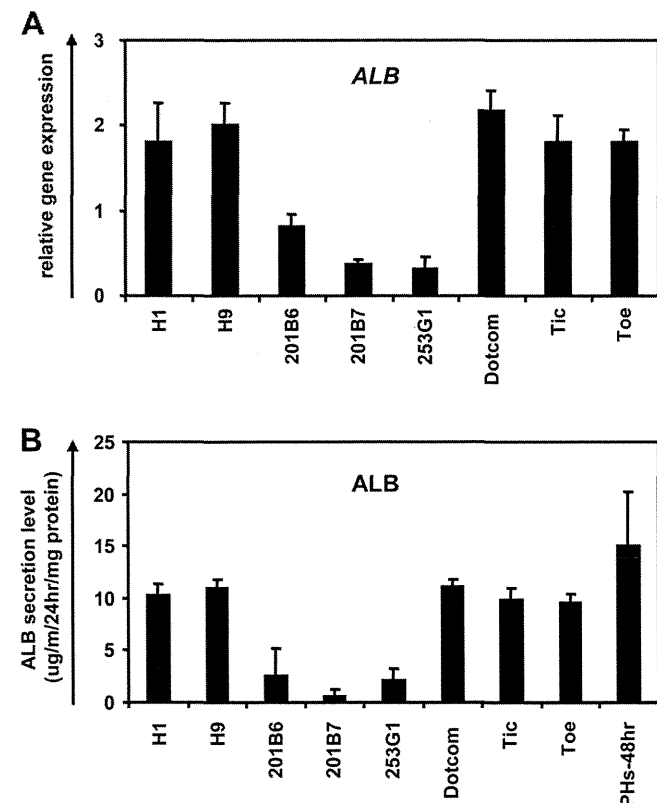 A
relative gene expression
3
2
1
0
ALB
H1
H9
201B6
201B7
253G1
Dotcom
Tic
Toe
B
ALB secretion level
(ug/m/24hr/mg protein)
25
20
15
10
5
0
ALB
H1
H9
201B6
201B7
253G1
Dotcom
Tic
Toe
PHs-48hr